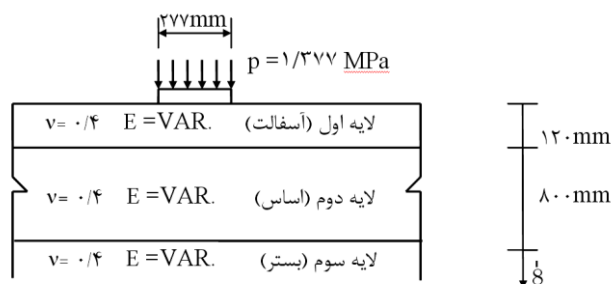 ۲۷۷mm
p =۱/۳۷۷ MPa
ν= ۰/۴ E =VAR. لایه اول (آسفالت)
۱۲۰mm
ν= ۰/۴ E =VAR. لایه دوم (اساس)
۸۰۰mm
ν= ۰/۴ E =VAR. لایه سوم (بستر)